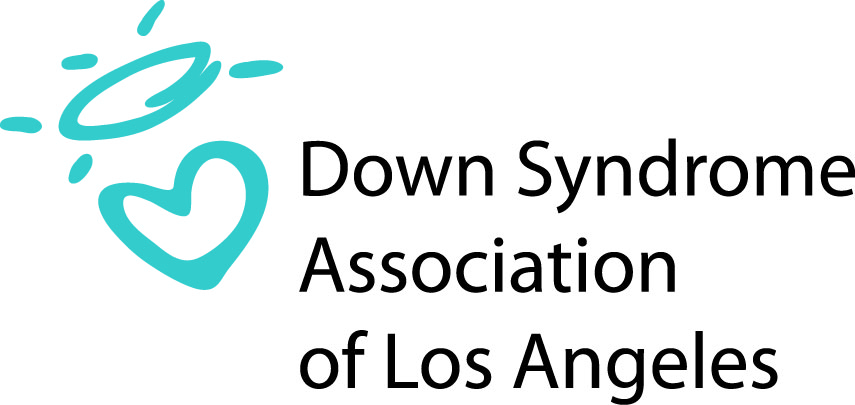 Down Syndrome
Association
of Los Angeles